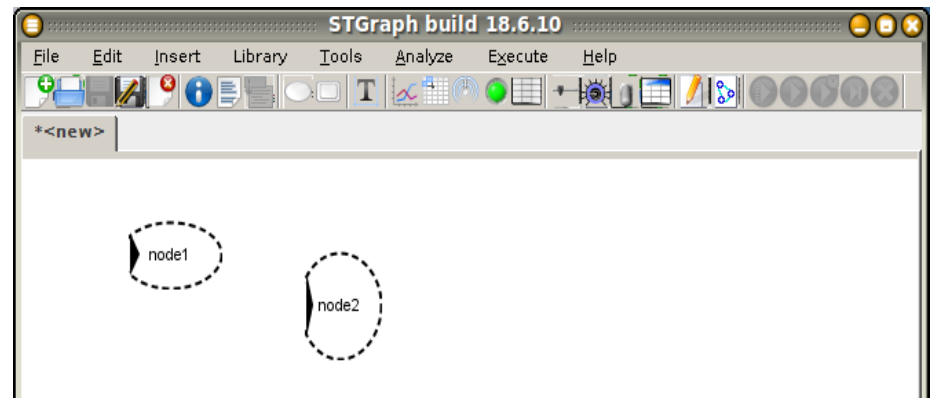 STGraph build 18.6.10
File Edit Insert Library Tools Analyze Execute Help
T
*<new>
node1
node2